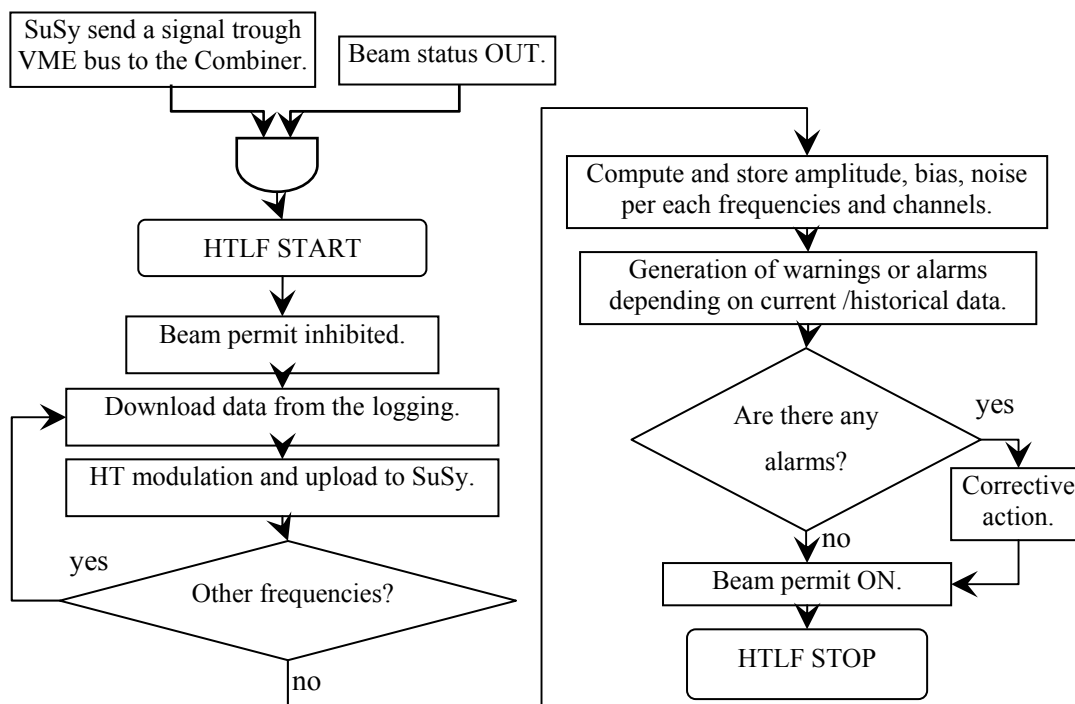 SuSy send a signal trough
VME bus to the Combiner.
Beam status OUT.
HTLF START
Beam permit inhibited.
Download data from the logging.
HT modulation and upload to SuSy.
yes
Other frequencies?
no
Compute and store amplitude, bias, noise
per each frequencies and channels.
Generation of warnings or alarms
depending on current /historical data.
Are there any
alarms?
yes
Corrective
action.
no
Beam permit ON.
HTLF STOP